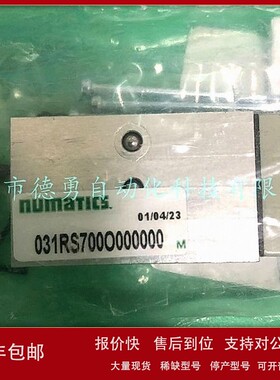 numatics
01/04/23
市德勇自动化科技有限
031RS700O000000 M
包邮
报价快 售后到位 支持对公
大量现货 稀缺型号 停产型号 可开